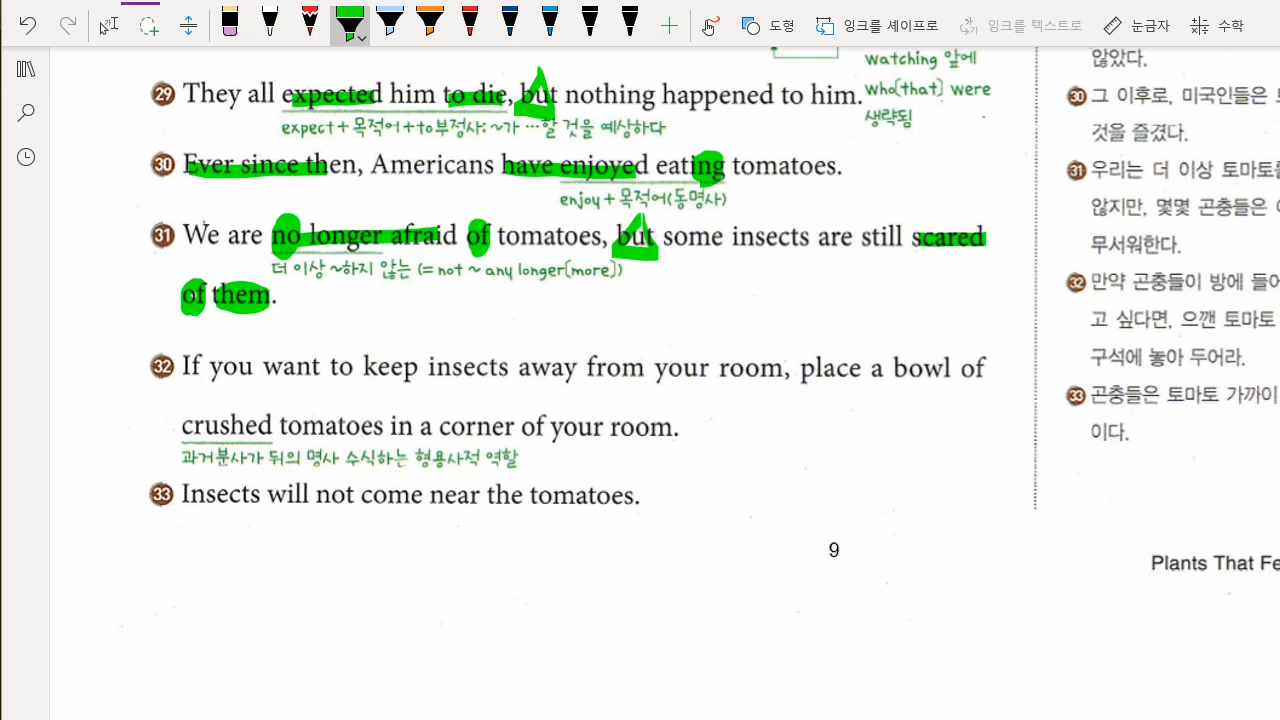 도형 잉크를 셰이프로 잉크를 텍스트로 눈금자 수학
watching 앞에
who(that) were
생략됨
29 They all expected him to die, but nothing happened to him.
expect + 목적어 + to부정사: ~가 …할 것을 예상하다
30 Ever since then, Americans have enjoyed eating tomatoes.
enjoy + 목적어(동명사)
31 We are no longer afraid of tomatoes, but some insects are still scared
더 이상 ~하지 않는 (= not ~ any longer(more))
of them.
32 If you want to keep insects away from your room, place a bowl of
crushed tomatoes in a corner of your room.
과거분사가 뒤의 명사 수식하는 형용사적 역할
33 Insects will not come near the tomatoes.
9
않았다.
30 그 이후로, 미국인들은
것을 즐겼다.
31 우리는 더 이상
않지만, 몇몇 곤충들은
무서워한다.
32 만약 곤충들이 방에
고 싶다면, 으깬 토마토
구석에 놓아 두어라.
33 곤충들은 토마토 가까이
이다.
Plants That